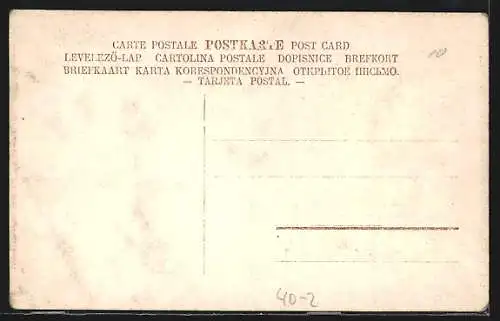 CARTE POSTALE POSTKARTE POST CARD
LEVELEZŐ-LAP CARTOLINA POSTALE DOPISNICE BREFKORT
BRIEFKAART KARTA KORESPONDENCYJNA ОТКРЫТОЕ ПИСЬМО.
— TARJETA POSTAL. —
40-2